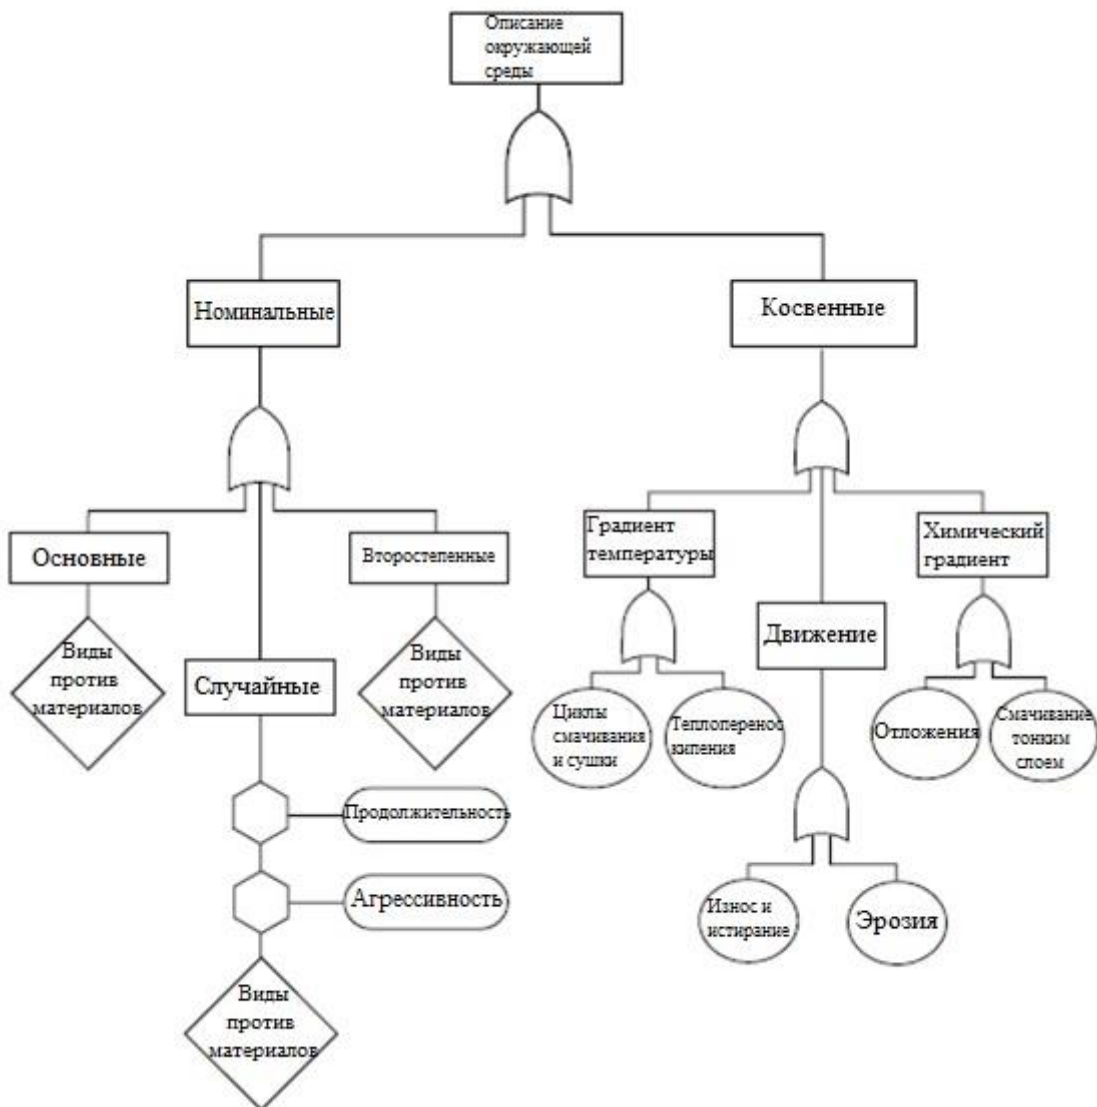 Описание
окружающей
среды
Номинальные
Косвенные
Основные
Второстепенные
Случайные
Виды
против
материалов
Виды
против
материалов
Продолжительность
Агрессивность
Виды
против
материалов
Градиент
температуры
Движение
Химический
градиент
Циклы
смачивания
и сушки
Теплоперенос
кипения
Отложения
Смачивание
тонким
слоем
Износ и
истирание
Эрозия